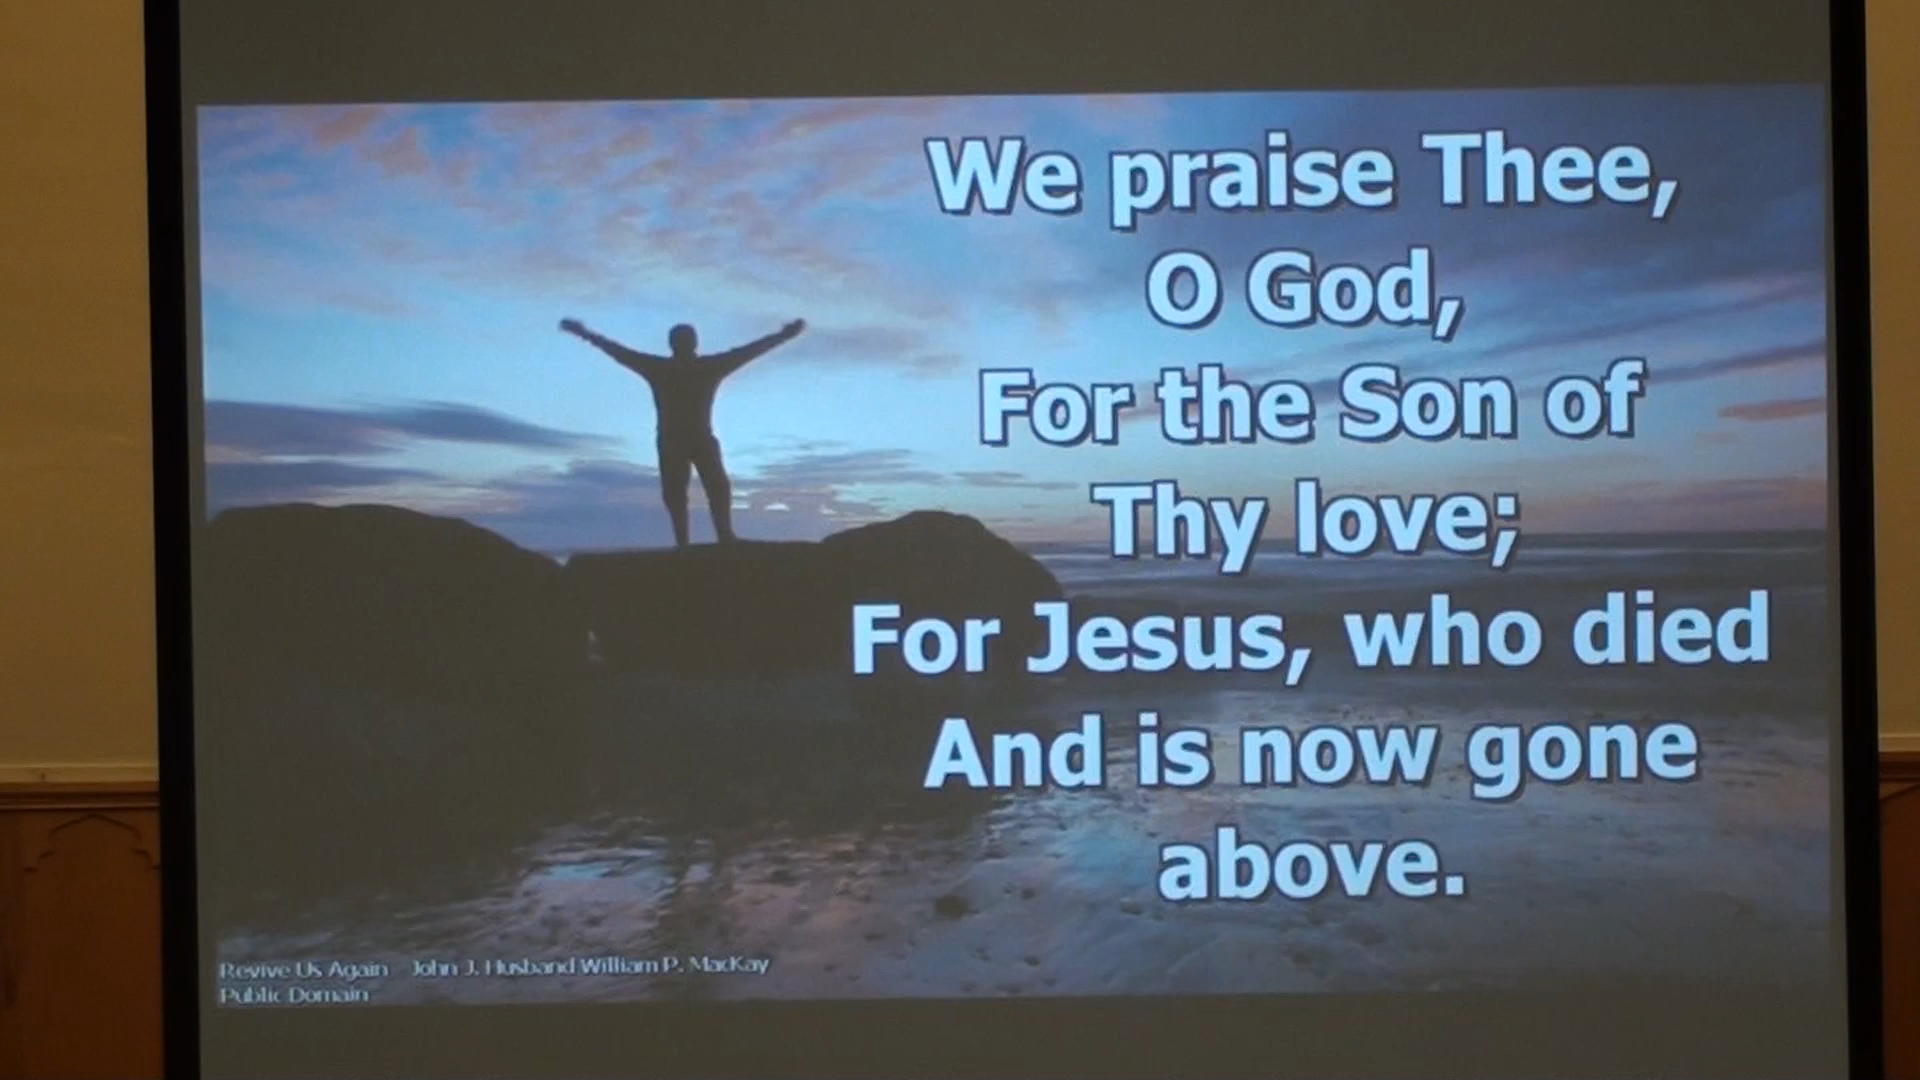 We praise Thee,
O God,
For the Son of
Thy love;
For Jesus, who died
And is now gone
above.
Revive Us Again John J. Husband William P. MacKay
Public Domain